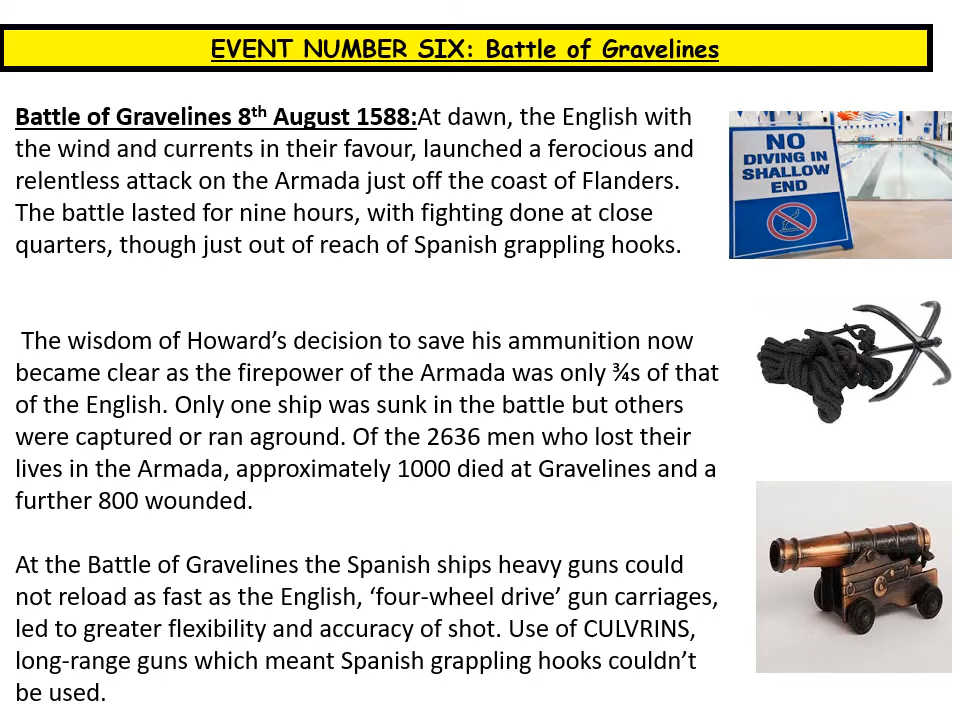 EVENT NUMBER SIX: Battle of Gravelines
Battle of Gravelines 8th August 1588:At dawn, the English with
the wind and currents in their favour, launched a ferocious and
relentless attack on the Armada just off the coast of Flanders.
The battle lasted for nine hours, with fighting done at close
quarters, though just out of reach of Spanish grappling hooks.
NO
DIVING IN
SHALLOW
END
The wisdom of Howard’s decision to save his ammunition now
became clear as the firepower of the Armada was only ¾s of that
of the English. Only one ship was sunk in the battle but others
were captured or ran aground. Of the 2636 men who lost their
lives in the Armada, approximately 1000 died at Gravelines and a
further 800 wounded.
At the Battle of Gravelines the Spanish ships heavy guns could
not reload as fast as the English, ‘four-wheel drive’ gun carriages,
led to greater flexibility and accuracy of shot. Use of CULVRINS,
long-range guns which meant Spanish grappling hooks couldn’t
be used.